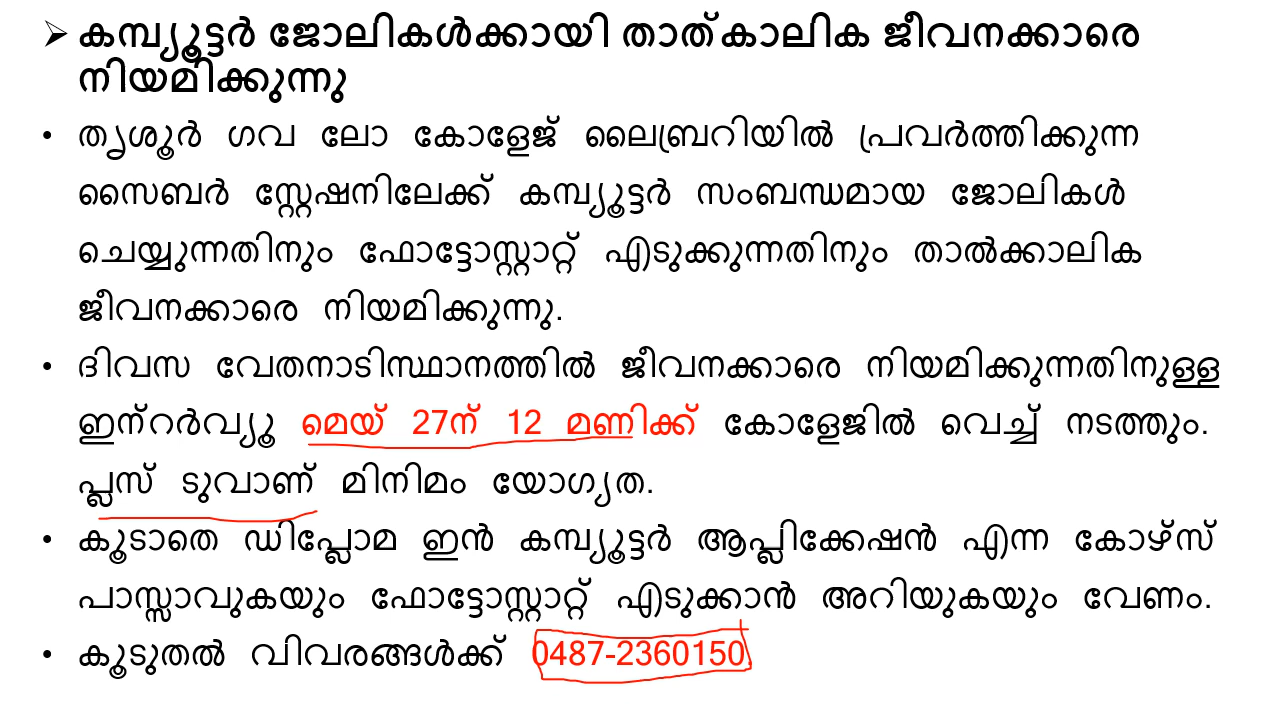 ➢ കമ്പ്യൂട്ടർ ജോലികൾക്കായി താത്കാലിക ജീവനക്കാരെ
നിയമിക്കുന്നു
• തൃശൂർ ഗവ ലോ കോളേജ് ലൈബ്രറിയിൽ പ്രവർത്തിക്കുന്ന
സൈബർ സ്റ്റേഷനിലേക്ക് കമ്പ്യൂട്ടർ സംബന്ധമായ ജോലികൾ
ചെയ്യുന്നതിനും ഫോട്ടോസ്റ്റാറ്റ് എടുക്കുന്നതിനും താൽക്കാലിക
ജീവനക്കാരെ നിയമിക്കുന്നു.
• ദിവസ വേതനാടിസ്ഥാനത്തിൽ ജീവനക്കാരെ നിയമിക്കുന്നതിനുള്ള
ഇന്റർവ്യൂ മെയ് 27ന് 12 മണിക്ക് കോളേജിൽ വെച്ച് നടത്തും.
പ്ലസ് ടുവാണ് മിനിമം യോഗ്യത.
• കൂടാതെ ഡിപ്ലോമ ഇൻ കമ്പ്യൂട്ടർ ആപ്ലിക്കേഷൻ എന്ന കോഴ്സ്
പാസ്സാവുകയും ഫോട്ടോസ്റ്റാറ്റ് എടുക്കാൻ അറിയുകയും വേണം.
• കൂടുതൽ വിവരങ്ങൾക്ക് 0487-2360150.